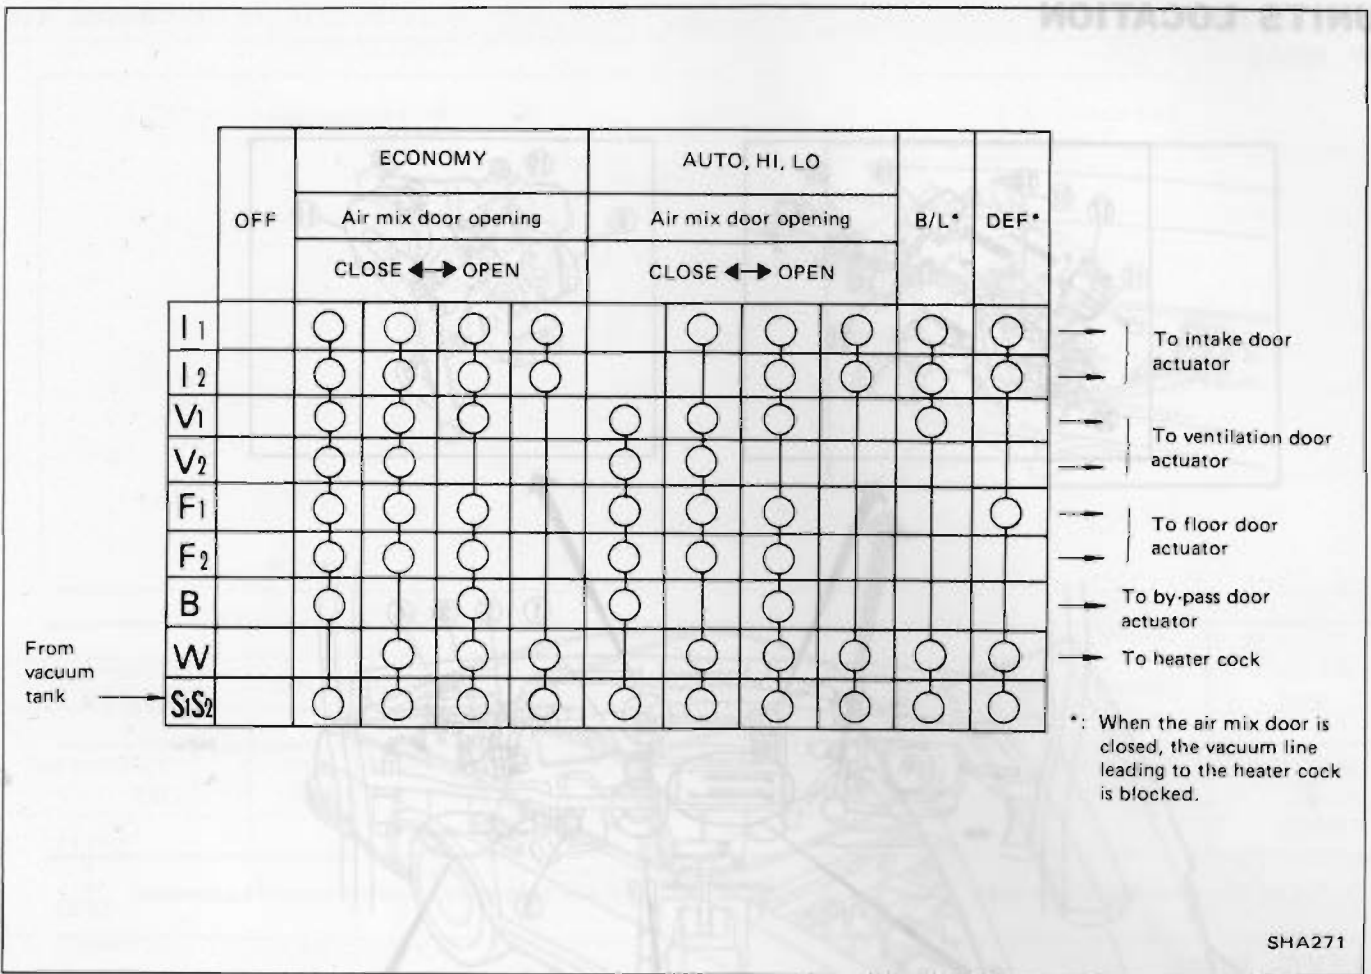 UNITS LOCATION
ECONOMY
AUTO, HI, LO
OFF
Air mix door opening
Air mix door opening
B/L*
DEF*
CLOSE ◄─► OPEN
CLOSE ◄─► OPEN
I1
To intake door
actuator
I2
V1
To ventilation door
actuator
V2
F1
To floor door
actuator
F2
B
To by-pass door
actuator
From
vacuum
tank
W
To heater cock
S1S2
*: When the air mix door is
closed, the vacuum line
leading to the heater cock
is blocked.
SHA271